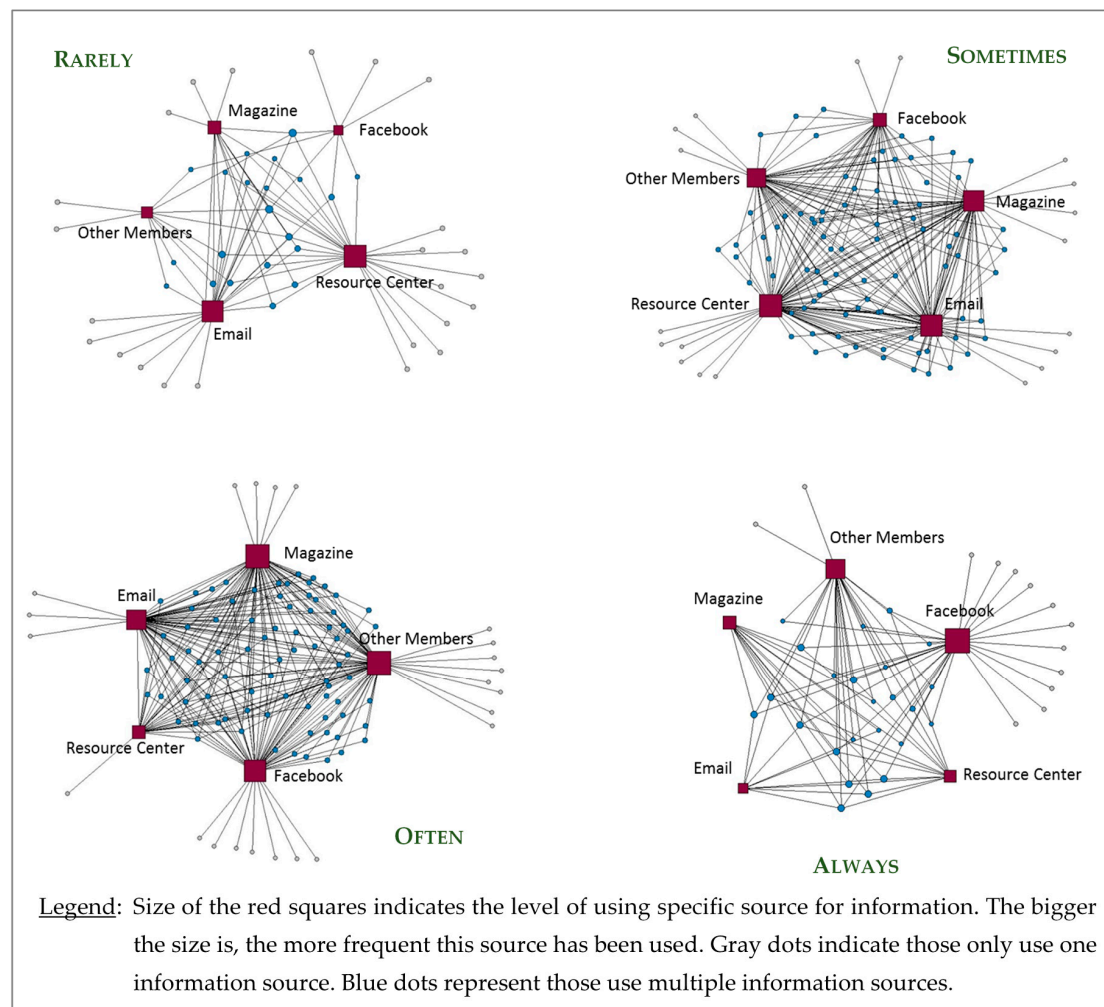 RARELY
Magazine
Facebook
Other Members
Resource Center
Email
SOMETIMES
Facebook
Other Members
Magazine
Resource Center
Email
Magazine
Email
Other Members
Resource Center
Facebook
OFTEN
Other Members
Magazine
Facebook
Email
Resource Center
ALWAYS
Legend: Size of the red squares indicates the level of using specific source for information. The bigger
the size is, the more frequent this source has been used. Gray dots indicate those only use one
information source. Blue dots represent those use multiple information sources.